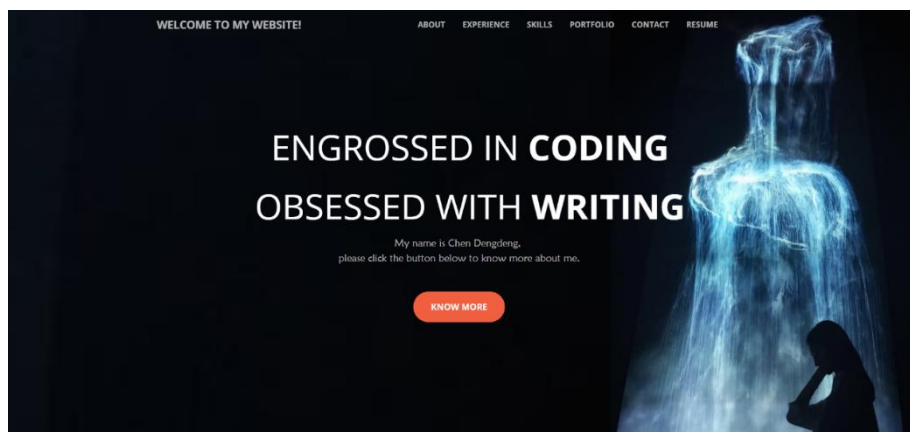 WELCOME TO MY WEBSITE!
ABOUT EXPERIENCE SKILLS PORTFOLIO CONTACT RESUME
ENGROSSED IN CODING
OBSESSED WITH WRITING
My name is Chen Dengdeng,
please click the button below to know more about me.
KNOW MORE